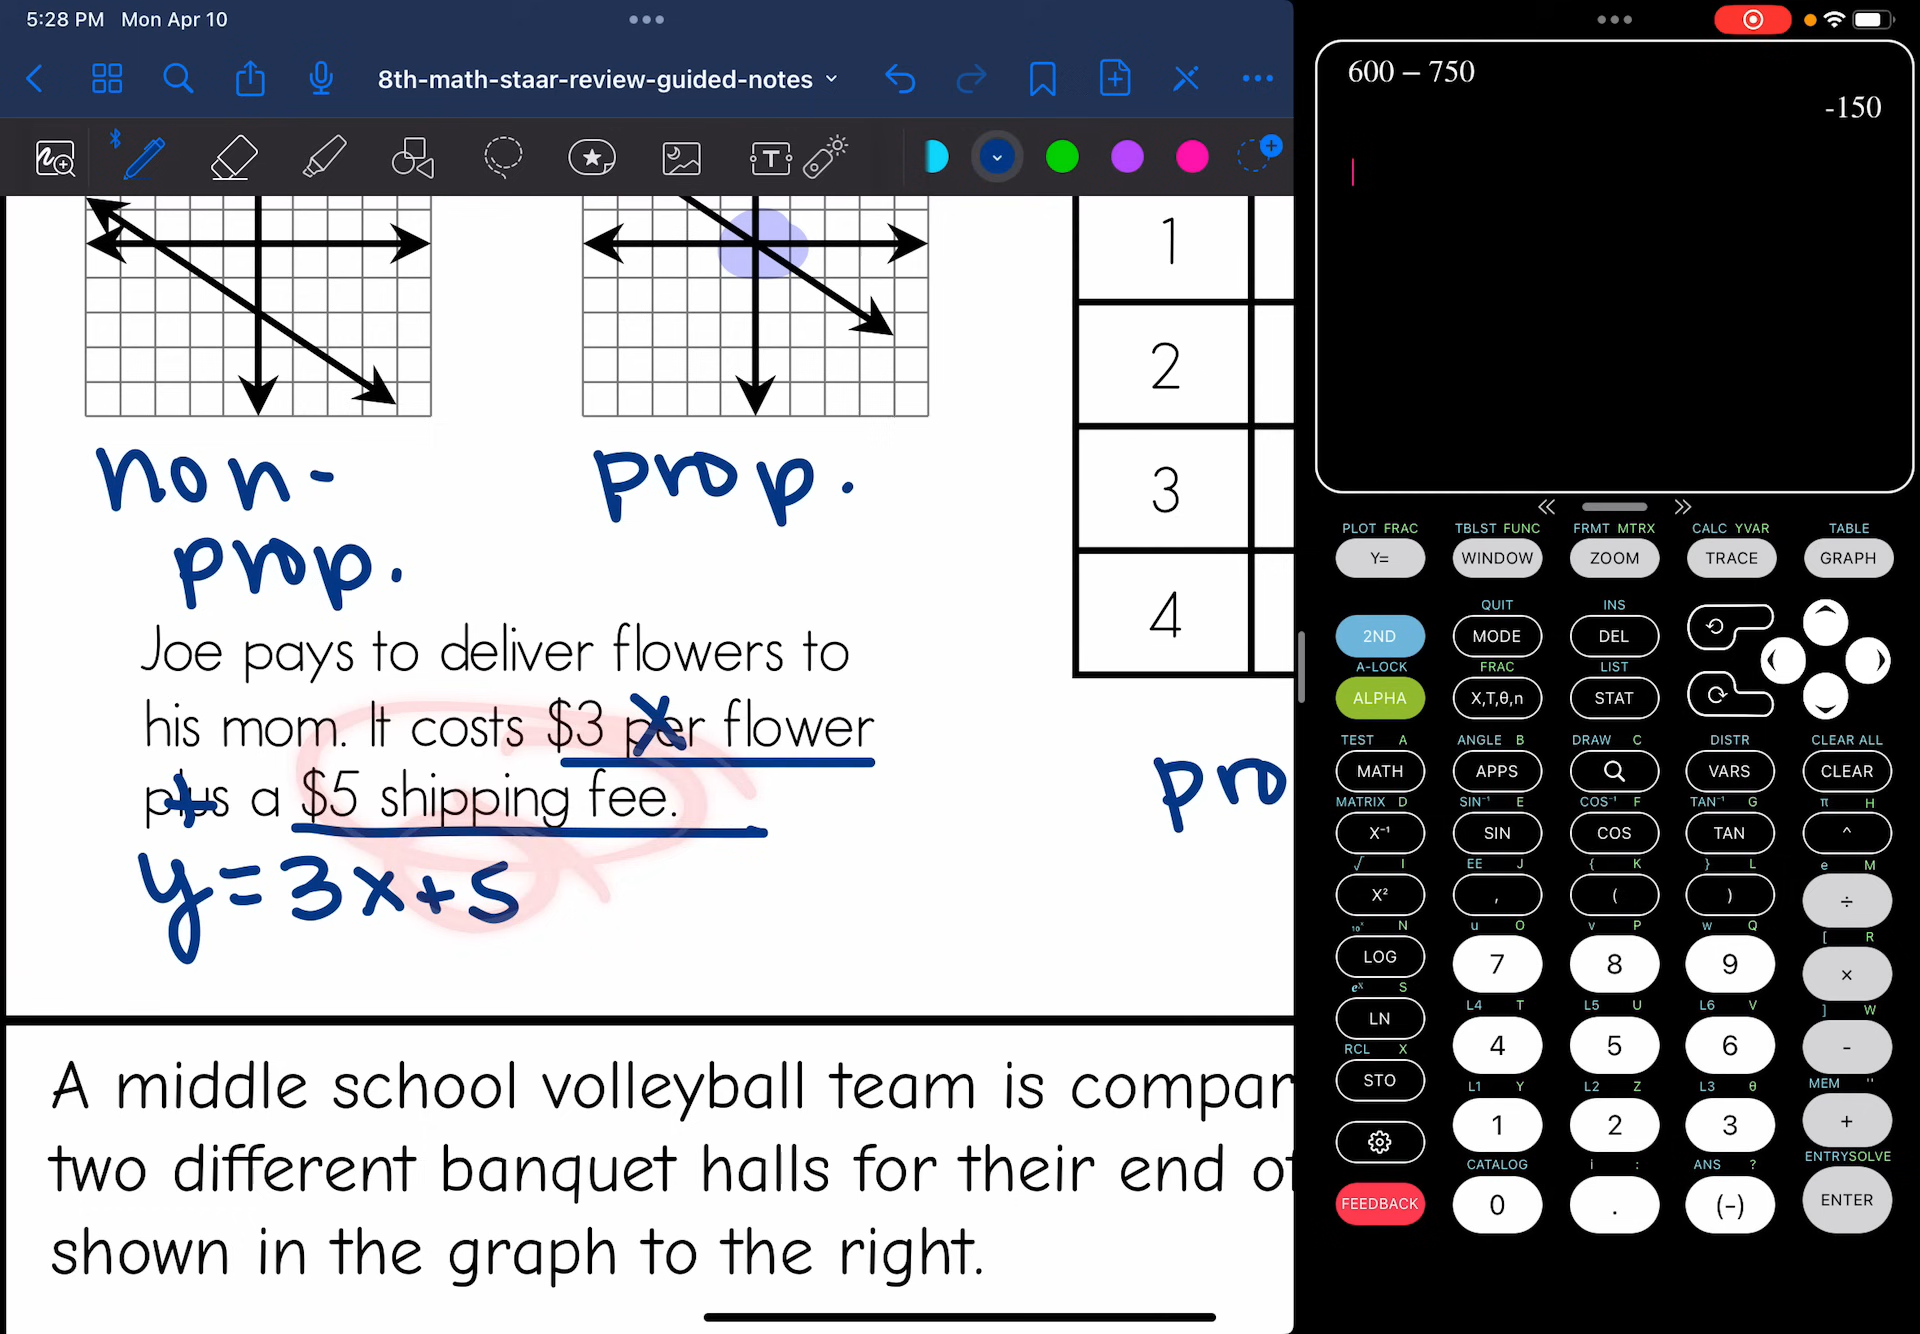 5:28 PM Mon Apr 10
8th-math-staar-review-guided-notes
T
1
2
3
4
non-
prop.
prop.
Joe pays to deliver flowers to
his mom. It costs $3 per flower
x
plus a $5 shipping fee.
+
y=3x+5
pro
A middle school volleyball team is compar
two different banquet halls for their end of
shown in the graph to the right.
600 – 750
-150
PLOT FRAC TBLST FUNC FRMT MTRX CALC YVAR TABLE
Y= WINDOW ZOOM TRACE GRAPH
QUIT INS
2ND MODE DEL
A-LOCK FRAC LIST
ALPHA X,T,θ,n STAT
TEST A ANGLE B DRAW C DISTR CLEAR ALL
MATH APPS VARS CLEAR
MATRIX D SIN⁻¹ E COS⁻¹ F TAN⁻¹ G π H
X⁻¹ SIN COS TAN ^
√ I EE J { K } L e M
X² , ( ) ÷
10ˣ N u O v P w Q [ R
LOG 7 8 9 ×
eˣ S L4 T L5 U L6 V ] W
LN 4 5 6 -
RCL X L1 Y L2 Z L3 θ MEM "
STO 1 2 3 +
CATALOG i : ANS ? ENTRY SOLVE
FEEDBACK 0 . (-) ENTER